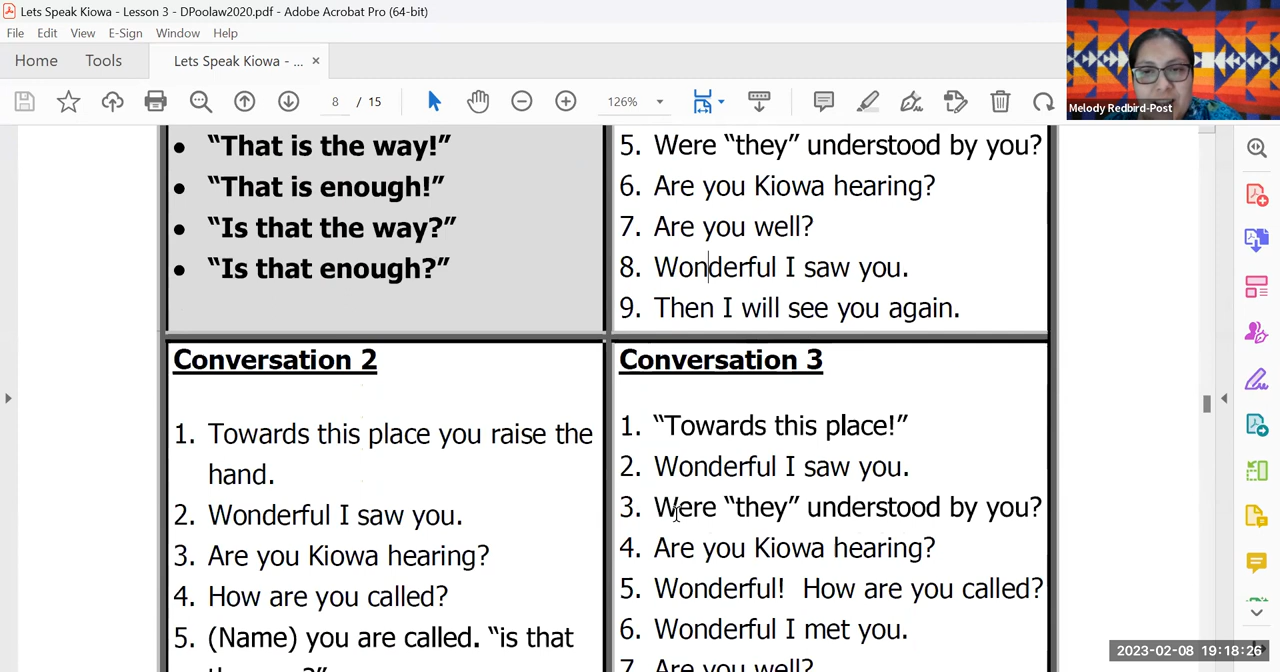 Lets Speak Kiowa - Lesson 3 - DPoolaw2020.pdf - Adobe Acrobat Pro (64-bit)
File Edit View E-Sign Window Help
Home Tools Lets Speak Kiowa - ... ×
8 / 15 126%
Melody Redbird-Post
• “That is the way!”
• “That is enough!”
• “Is that the way?”
• “Is that enough?”
5. Were “they” understood by you?
6. Are you Kiowa hearing?
7. Are you well?
8. Wonderful I saw you.
9. Then I will see you again.
Conversation 2
1. Towards this place you raise the
hand.
2. Wonderful I saw you.
3. Are you Kiowa hearing?
4. How are you called?
5. (Name) you are called. “is that
Conversation 3
1. “Towards this place!”
2. Wonderful I saw you.
3. Were “they” understood by you?
4. Are you Kiowa hearing?
5. Wonderful! How are you called?
6. Wonderful I met you.
7. Are you well?
2023-02-08 19:18:26